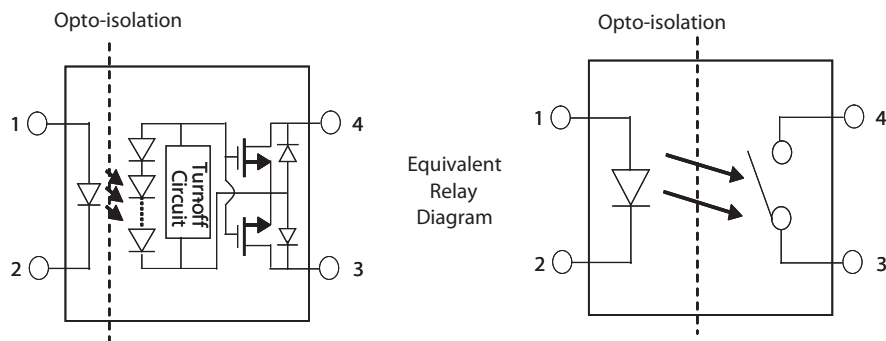 Opto-isolation
1
2
Turnoff
Circuit
4
3
Equivalent
Relay
Diagram
Opto-isolation
1
2
4
3